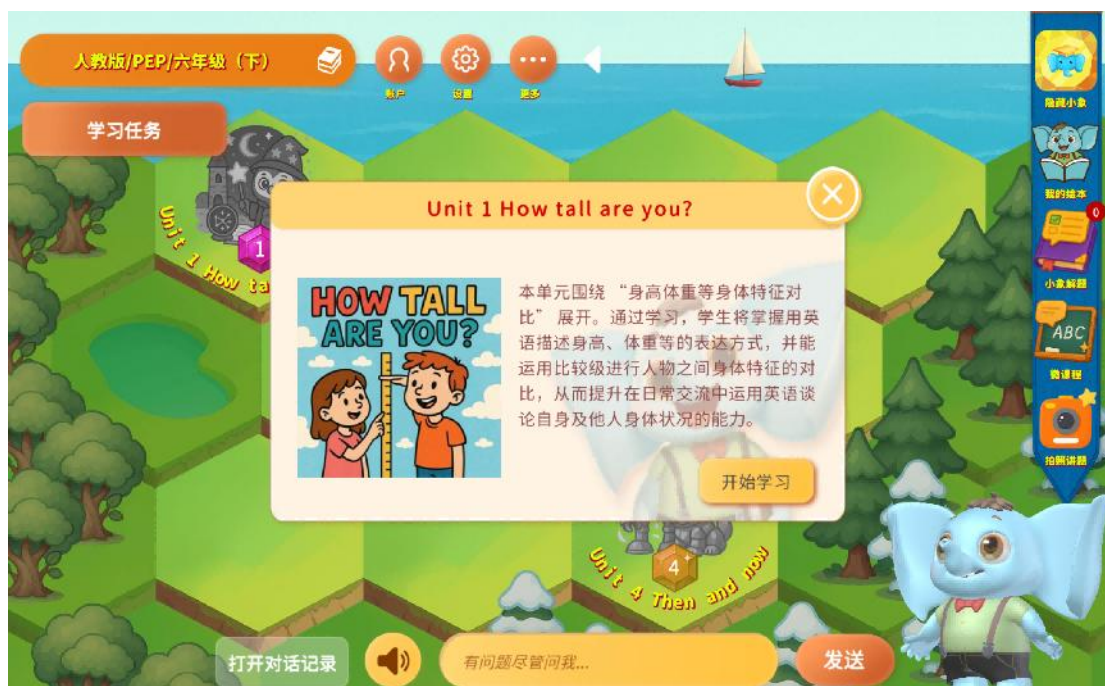 人教版/PEP/六年级（下）
账户
设置
更多
隐藏小象
学习任务
我的绘本
0
Unit 1 How tall are you?
1
Unit 1 How ta
小象解题
HOW TALL
ARE YOU?
本单元围绕 “身高体重等身体特征对
比” 展开。通过学习，学生将掌握用英
语描述身高、体重等的表达方式，并能
运用比较级进行人物之间身体特征的对
比，从而提升在日常交流中运用英语谈
论自身及他人身体状况的能力。
ABC
微课程
拍照讲题
开始学习
4
Unit 4 Then and now
打开对话记录
有问题尽管问我...
发送